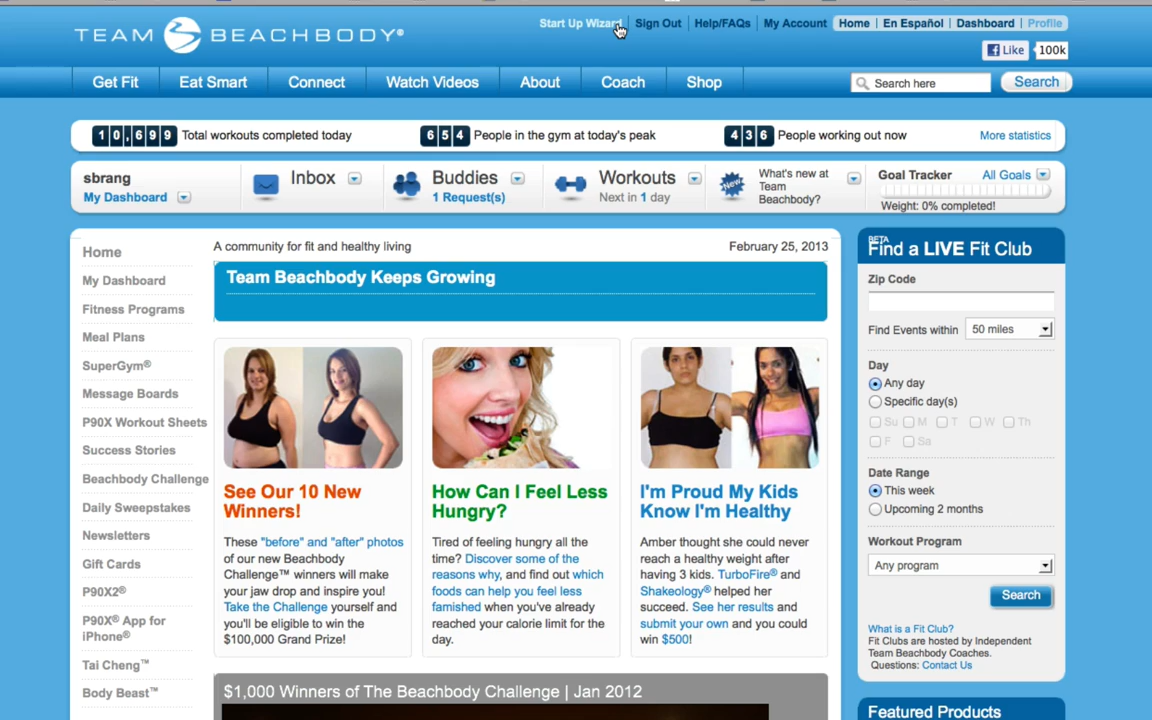 Start Up Wizard Sign Out Help/FAQs My Account Home En Español Dashboard Profile
TEAM BEACHBODY®
Like 100k
Get Fit Eat Smart Connect Watch Videos About Coach Shop Search here Search
10,699 Total workouts completed today 654 People in the gym at today's peak 436 People working out now More statistics
sbrang
My Dashboard
Inbox
Buddies
1 Request(s)
Workouts
Next in 1 day
New
What's new at
Team
Beachbody?
Goal Tracker All Goals
Weight: 0% completed!
Home
My Dashboard
Fitness Programs
Meal Plans
SuperGym®
Message Boards
P90X Workout Sheets
Success Stories
Beachbody Challenge
Daily Sweepstakes
Newsletters
Gift Cards
P90X2®
P90X® App for
iPhone®
Tai Cheng™
Body Beast™
A community for fit and healthy living February 25, 2013
Team Beachbody Keeps Growing
See Our 10 New
Winners!
These "before" and "after" photos
of our new Beachbody
Challenge™ winners will make
your jaw drop and inspire you!
Take the Challenge yourself and
you'll be eligible to win the
$100,000 Grand Prize!
How Can I Feel Less
Hungry?
Tired of feeling hungry all the
time? Discover some of the
reasons why, and find out which
foods can help you feel less
famished when you've already
reached your calorie limit for the
day.
I'm Proud My Kids
Know I'm Healthy
Amber thought she could never
reach a healthy weight after
having 3 kids. TurboFire® and
Shakeology® helped her
succeed. See her results and
submit your own and you could
win $500!
$1,000 Winners of The Beachbody Challenge | Jan 2012
BETA
Find a LIVE Fit Club
Zip Code
Find Events within 50 miles
Day
Any day
Specific day(s)
Su M T W Th
F Sa
Date Range
This week
Upcoming 2 months
Workout Program
Any program
Search
What is a Fit Club?
Fit Clubs are hosted by Independent
Team Beachbody Coaches.
Questions: Contact Us
Featured Products